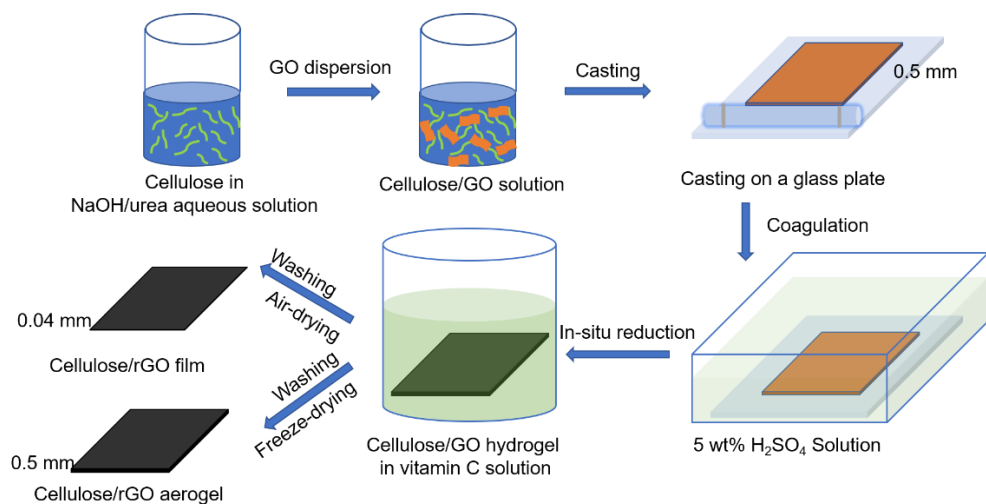 GO dispersion
Casting
0.5 mm
Cellulose in
NaOH/urea aqueous solution
Cellulose/GO solution
Casting on a glass plate
Coagulation
5 wt% H₂SO₄ Solution
In-situ reduction
Cellulose/GO hydrogel
in vitamin C solution
Washing
Air-drying
0.04 mm
Cellulose/rGO film
Washing
Freeze-drying
0.5 mm
Cellulose/rGO aerogel